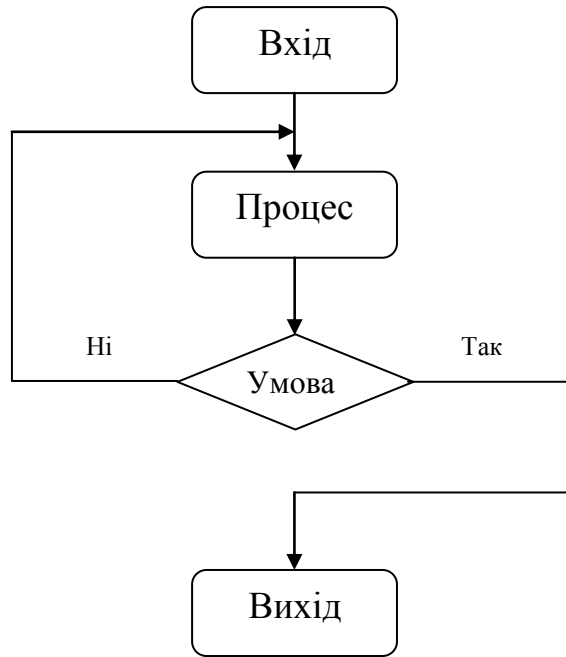 Вхід
Процес
Ні
Так
Умова
Вихід